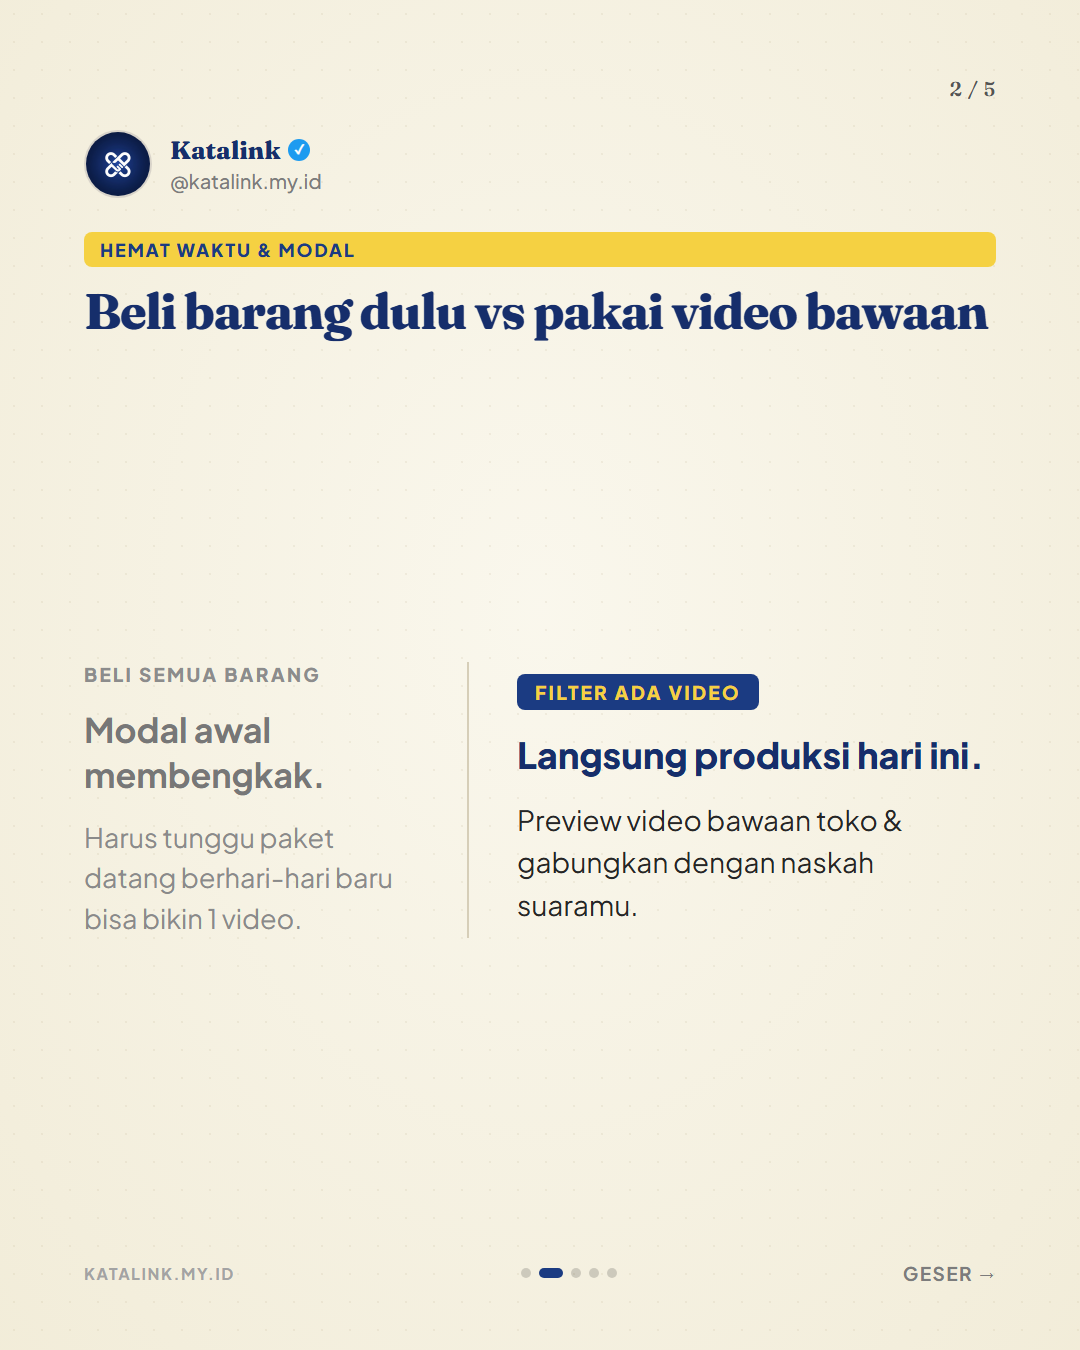 2 / 5
Katalink
@katalink.my.id
HEMAT WAKTU & MODAL
Beli barang dulu vs pakai video bawaan
BELI SEMUA BARANG
Modal awal
membengkak.
Harus tunggu paket
datang berhari-hari baru
bisa bikin 1 video.
FILTER ADA VIDEO
Langsung produksi hari ini.
Preview video bawaan toko &
gabungkan dengan naskah
suaramu.
KATALINK.MY.ID
GESER →